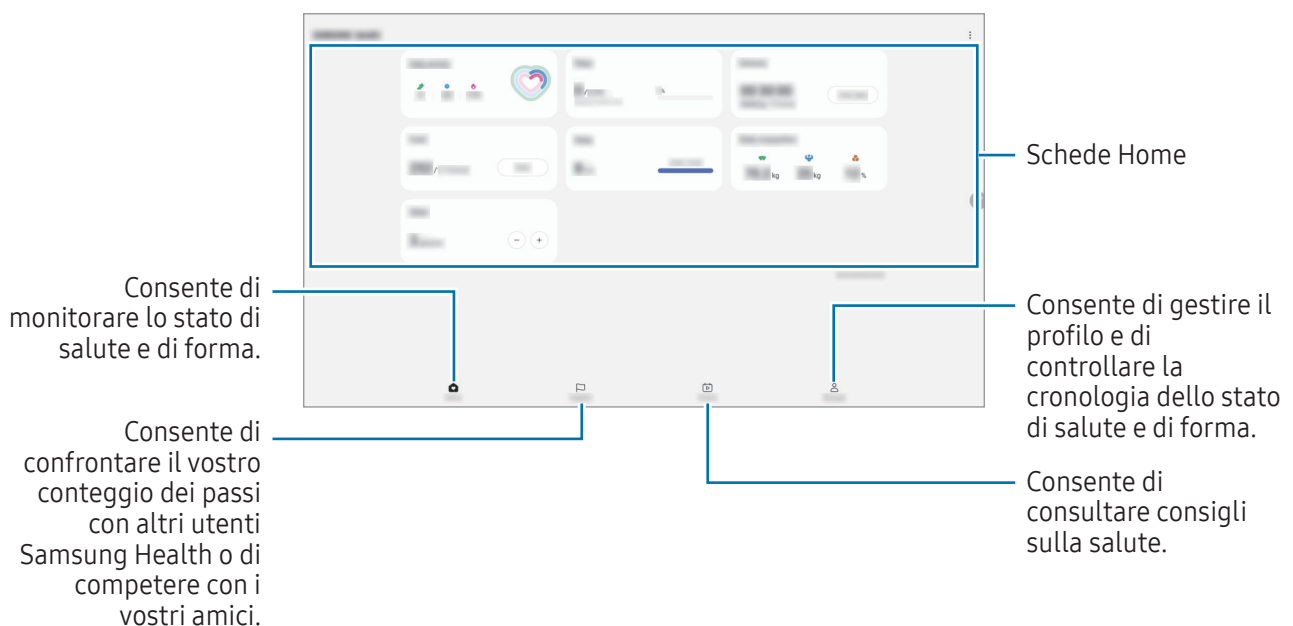 Schede Home
Consente di
monitorare lo stato di
salute e di forma.
Consente di gestire il
profilo e di
controllare la
cronologia dello stato
di salute e di forma.
Consente di
confrontare il vostro
conteggio dei passi
con altri utenti
Samsung Health o di
competere con i
vostri amici.
Consente di
consultare consigli
sulla salute.
kg
kg
%